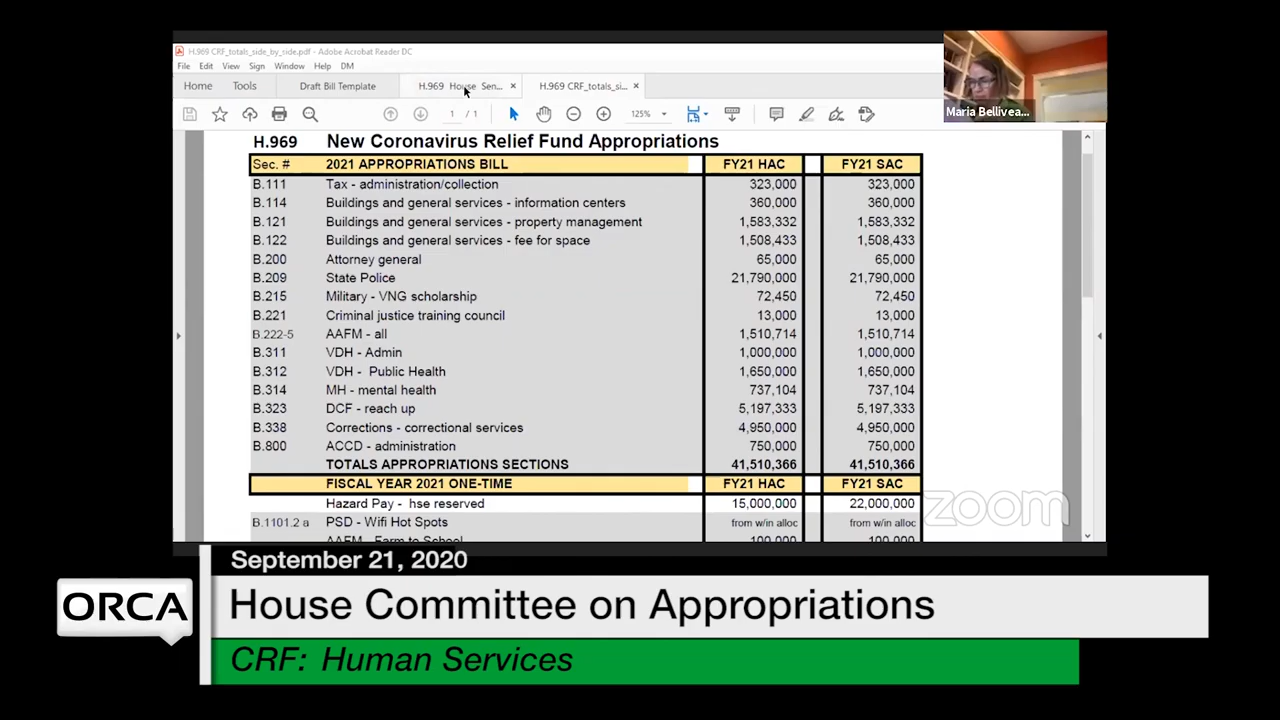 H.969 CRF_totals_side_by_side.pdf - Adobe Acrobat Reader DC
File Edit View Sign Window Help DM
Home Tools Draft Bill Template H.969 House Sen... × H.969 CRF_totals_si... ×
1 / 1 125%
Maria Bellivea...
H.969 New Coronavirus Relief Fund Appropriations
Sec. # 2021 APPROPRIATIONS BILL FY21 HAC FY21 SAC
B.111 Tax - administration/collection 323,000 323,000
B.114 Buildings and general services - information centers 360,000 360,000
B.121 Buildings and general services - property management 1,583,332 1,583,332
B.122 Buildings and general services - fee for space 1,508,433 1,508,433
B.200 Attorney general 65,000 65,000
B.209 State Police 21,790,000 21,790,000
B.215 Military - VNG scholarship 72,450 72,450
B.221 Criminal justice training council 13,000 13,000
B.222-5 AAFM - all 1,510,714 1,510,714
B.311 VDH - Admin 1,000,000 1,000,000
B.312 VDH - Public Health 1,650,000 1,650,000
B.314 MH - mental health 737,104 737,104
B.323 DCF - reach up 5,197,333 5,197,333
B.338 Corrections - correctional services 4,950,000 4,950,000
B.800 ACCD - administration 750,000 750,000
TOTALS APPROPRIATIONS SECTIONS 41,510,366 41,510,366
FISCAL YEAR 2021 ONE-TIME FY21 HAC FY21 SAC
Hazard Pay - hse reserved 15,000,000 22,000,000
B.1101.2 a PSD - Wifi Hot Spots from w/in alloc from w/in alloc
AAFM - Farm to School 100,000 100,000
zoom
September 21, 2020
ORCA
House Committee on Appropriations
CRF: Human Services